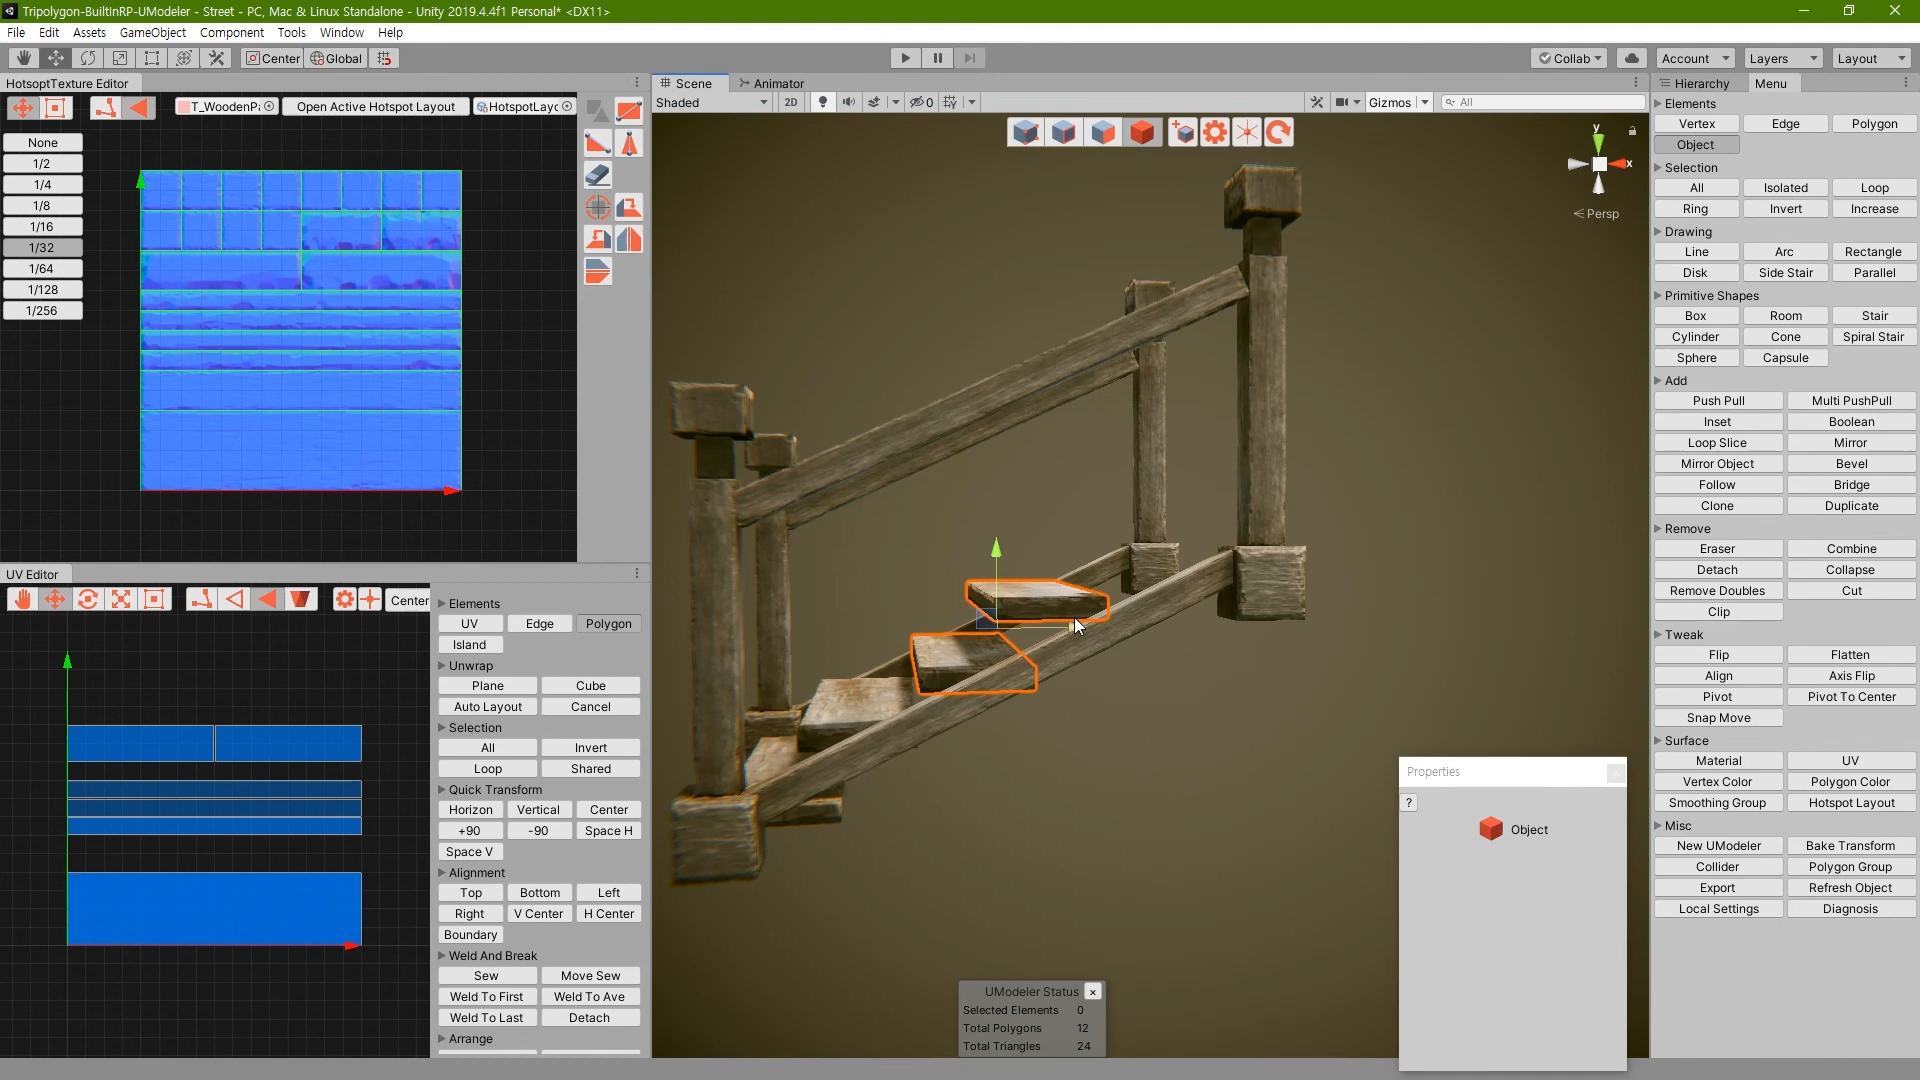 Tripolygon-BuiltInRP-UModeler - Street - PC, Mac & Linux Standalone - Unity 2019.4.4f1 Personal* <DX11>
File Edit Assets GameObject Component Tools Window Help
Center Global Collab Account Layers Layout
HotsoptTexture Editor
T_WoodenPa Open Active Hotspot Layout HotspotLayo
None
1/2
1/4
1/8
1/16
1/32
1/64
1/128
1/256
UV Editor
Center
Elements
UV Edge Polygon
Island
Unwrap
Plane Cube
Auto Layout Cancel
Selection
All Invert
Loop Shared
Quick Transform
Horizon Vertical Center
+90 -90 Space H
Space V
Alignment
Top Bottom Left
Right V Center H Center
Boundary
Weld And Break
Sew Move Sew
Weld To First Weld To Ave
Weld To Last Detach
Arrange
Scene Animator
Shaded 2D 0 Gizmos All
y
x
Persp
UModeler Status x
Selected Elements 0
Total Polygons 12
Total Triangles 24
Properties
?
Object
Hierarchy Menu
Elements
Vertex Edge Polygon
Object
Selection
All Isolated Loop
Ring Invert Increase
Drawing
Line Arc Rectangle
Disk Side Stair Parallel
Primitive Shapes
Box Room Stair
Cylinder Cone Spiral Stair
Sphere Capsule
Add
Push Pull Multi PushPull
Inset Boolean
Loop Slice Mirror
Mirror Object Bevel
Follow Bridge
Clone Duplicate
Remove
Eraser Combine
Detach Collapse
Remove Doubles Cut
Clip
Tweak
Flip Flatten
Align Axis Flip
Pivot Pivot To Center
Snap Move
Surface
Material UV
Vertex Color Polygon Color
Smoothing Group Hotspot Layout
Misc
New UModeler Bake Transform
Collider Polygon Group
Export Refresh Object
Local Settings Diagnosis